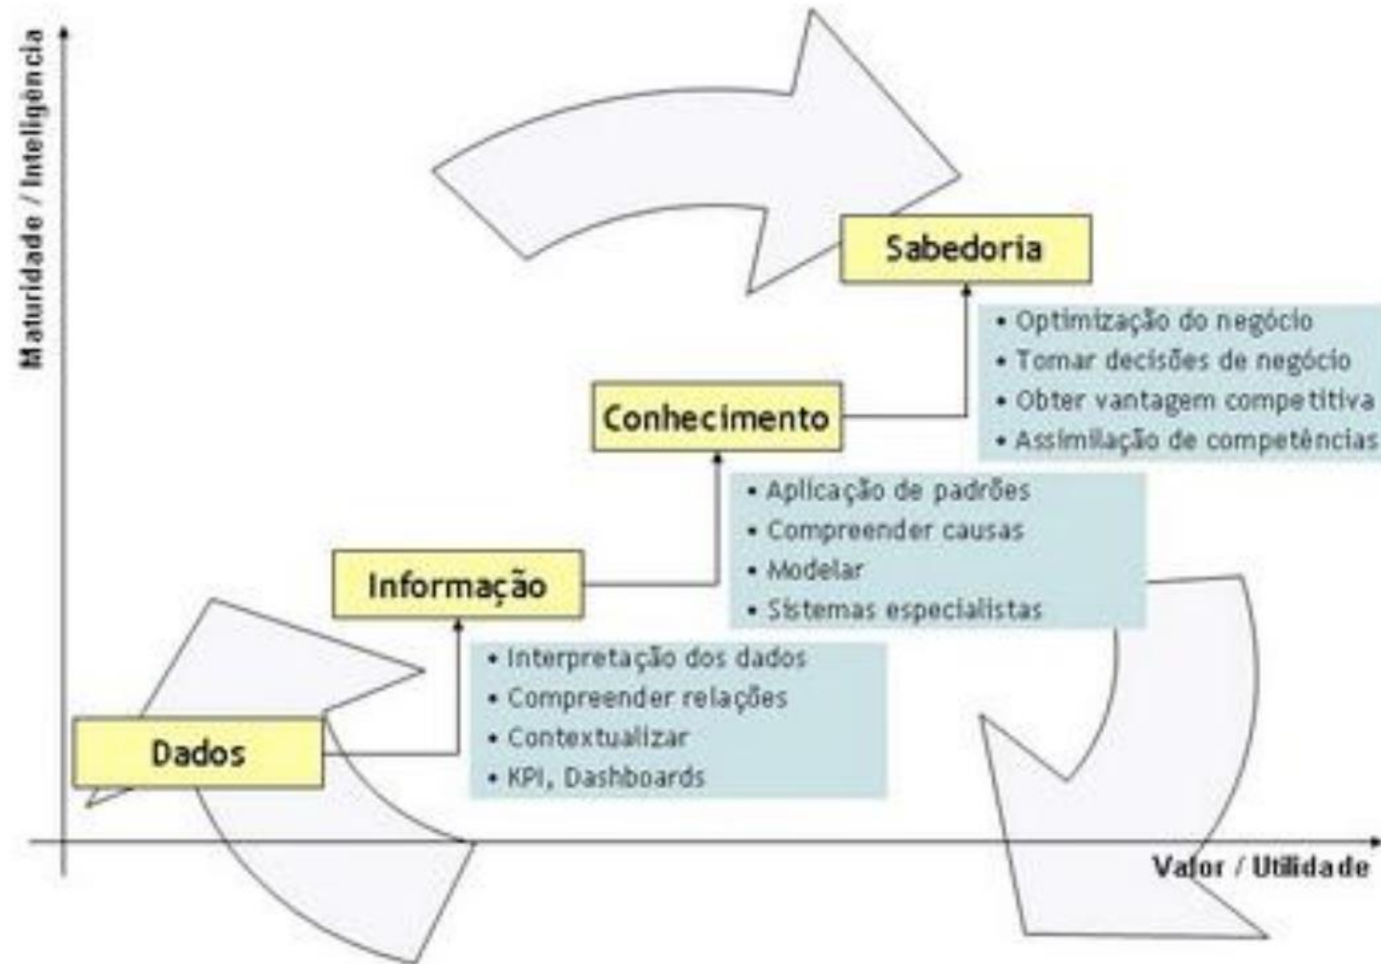 Maturidade / Inteligência
Sabedoria
• Optimização do negócio
• Tomar decisões de negócio
• Obter vantagem competitiva
• Assimilação de competências
Conhecimento
• Aplicação de padrões
• Compreender causas
• Modelar
• Sistemas especialistas
Informação
• Interpretação dos dados
• Compreender relações
• Contextualizar
• KPI, Dashboards
Dados
Valor / Utilidade